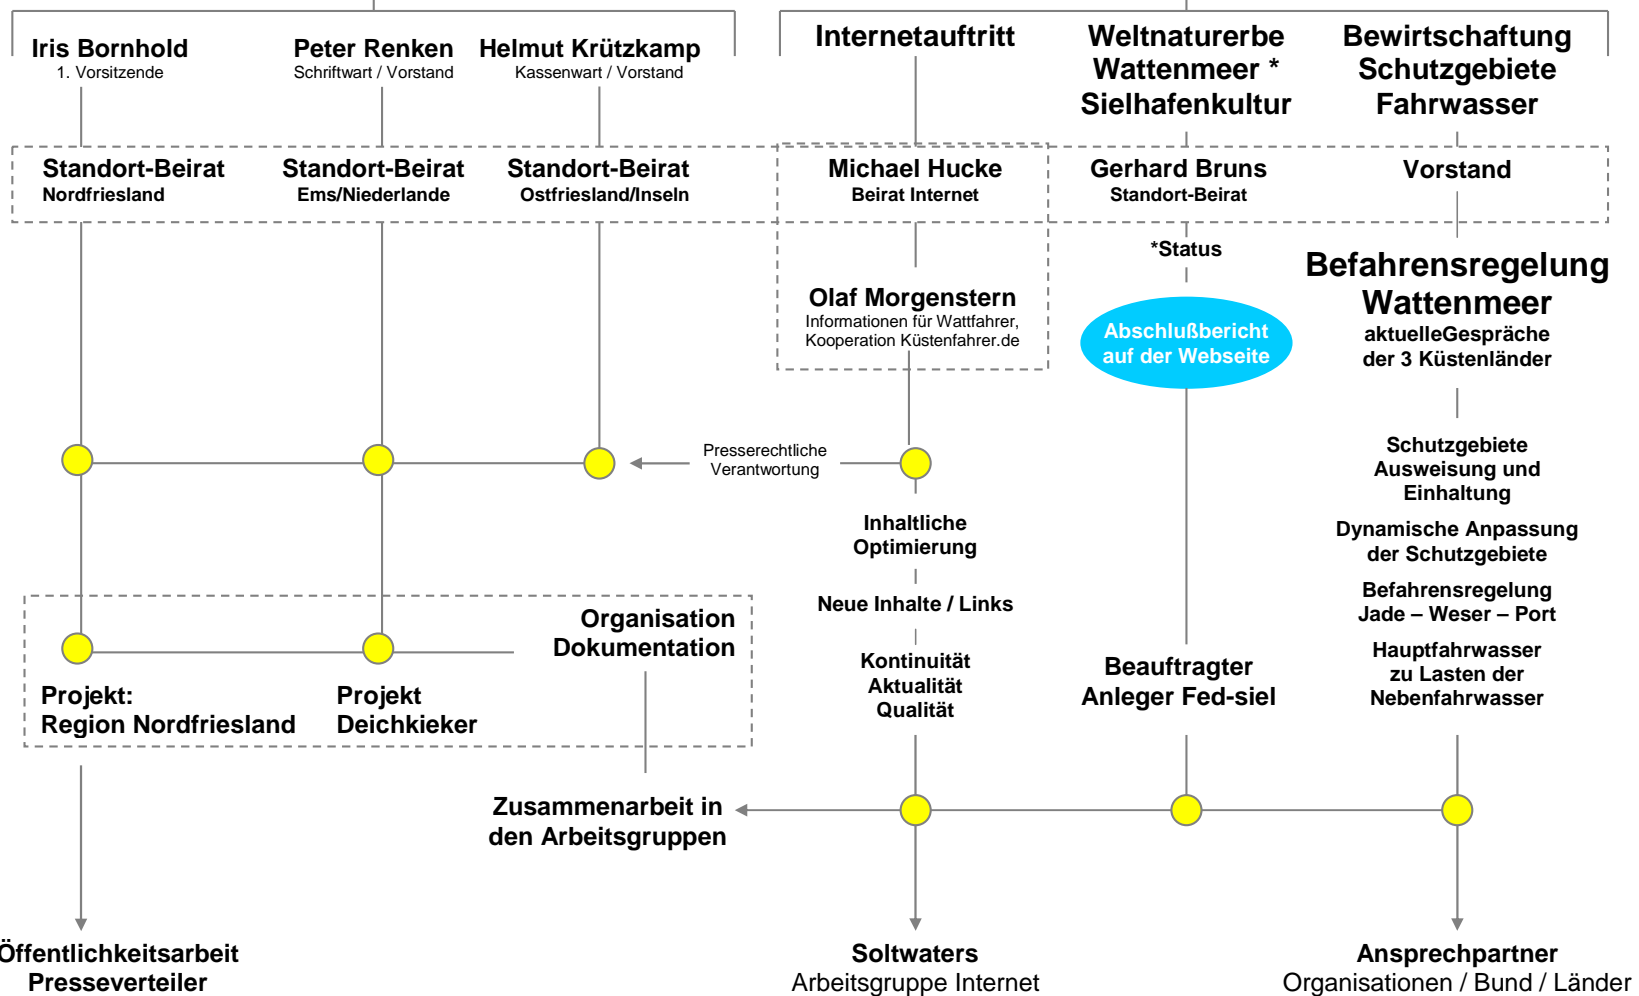 Iris Bornhold
1. Vorsitzende
Peter Renken
Schriftwart / Vorstand
Helmut Krützkamp
Kassenwart / Vorstand
Internetauftritt
Weltnaturerbe
Wattenmeer *
Sielhafenkultur
Bewirtschaftung
Schutzgebiete
Fahrwasser
Standort-Beirat
Nordfriesland
Standort-Beirat
Ems/Niederlande
Standort-Beirat
Ostfriesland/Inseln
Michael Hucke
Beirat Internet
Gerhard Bruns
Standort-Beirat
Vorstand
*Status
Olaf Morgenstern
Informationen für Wattfahrer,
Kooperation Küstenfahrer.de
Abschlußbericht
auf der Webseite
Befahrensregelung
Wattenmeer
aktuelleGespräche
der 3 Küstenländer
Presserechtliche
Verantwortung
Schutzgebiete
Ausweisung und
Einhaltung
Inhaltliche
Optimierung
Dynamische Anpassung
der Schutzgebiete
Neue Inhalte / Links
Befahrensregelung
Jade – Weser – Port
Organisation
Dokumentation
Kontinuität
Aktualität
Qualität
Beauftragter
Anleger Fed-siel
Hauptfahrwasser
zu Lasten der
Nebenfahrwasser
Projekt:
Region Nordfriesland
Projekt
Deichkieker
Zusammenarbeit in
den Arbeitsgruppen
Öffentlichkeitsarbeit
Presseverteiler
Soltwaters
Arbeitsgruppe Internet
Ansprechpartner
Organisationen / Bund / Länder